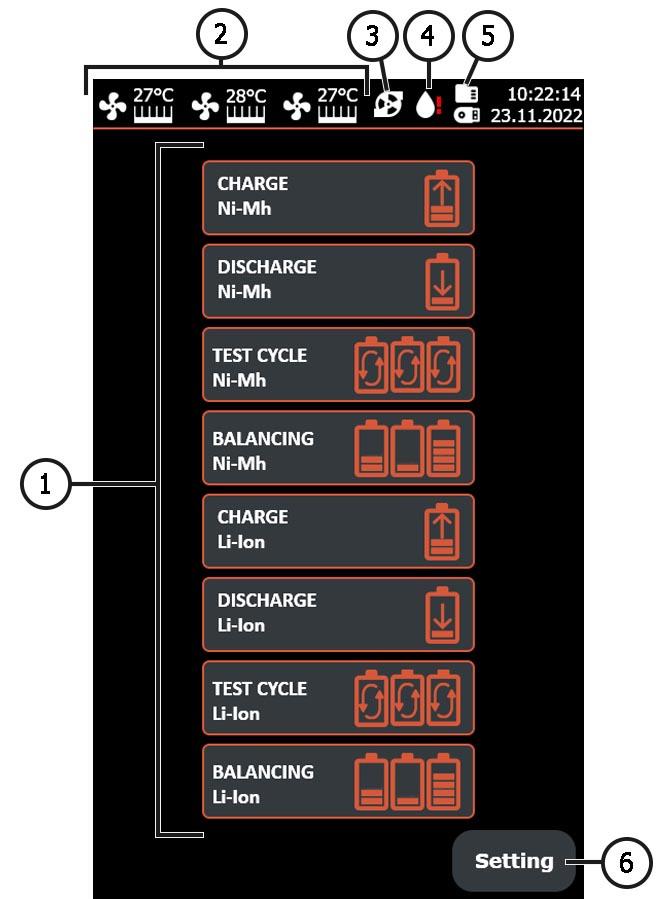 2 3 4 5
27°C 28°C 27°C ! 10:22:14
23.11.2022
CHARGE
Ni-Mh
DISCHARGE
Ni-Mh
TEST CYCLE
Ni-Mh
BALANCING
Ni-Mh
1
CHARGE
Li-Ion
DISCHARGE
Li-Ion
TEST CYCLE
Li-Ion
BALANCING
Li-Ion
Setting 6